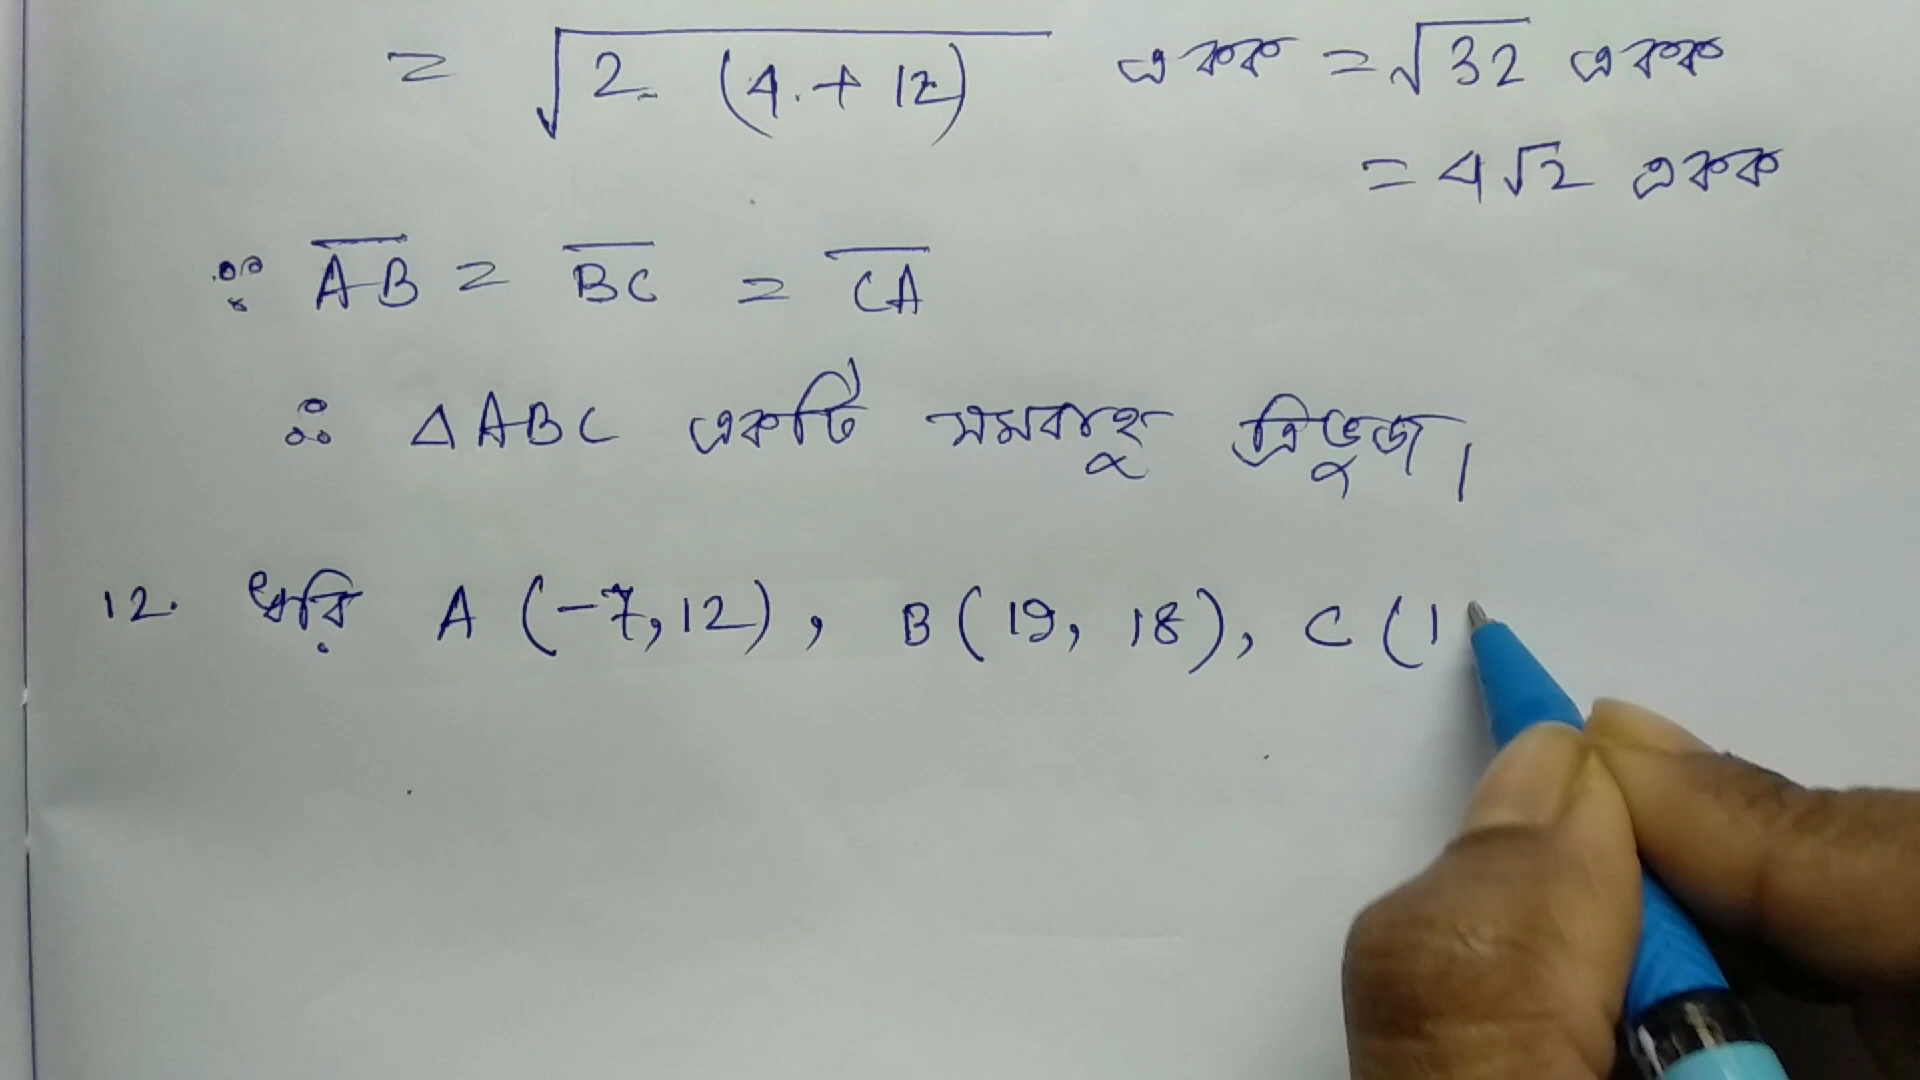 = √2 (4 + 12) একক = √32 একক
= 4√2 একক
∵ AB = BC = CA
∴ △ABC একটি সমবাহু ত্রিভুজ।
12. ধরি A (-7, 12), B (19, 18), C (1